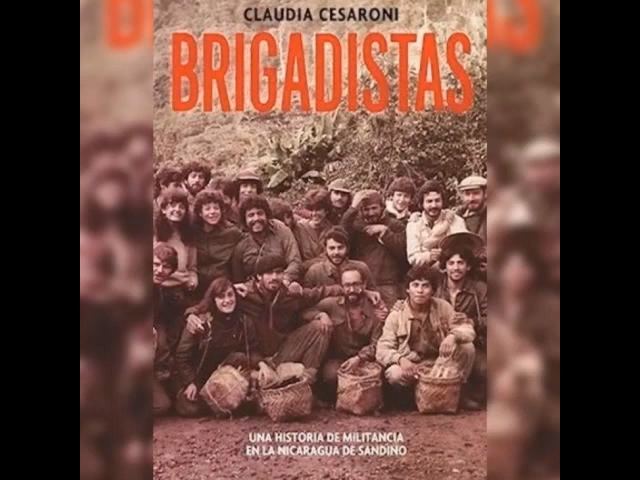 CLAUDIA CESARONI
BRIGADISTAS
UNA HISTORIA DE MILITANCIA
EN LA NICARAGUA DE SANDINO